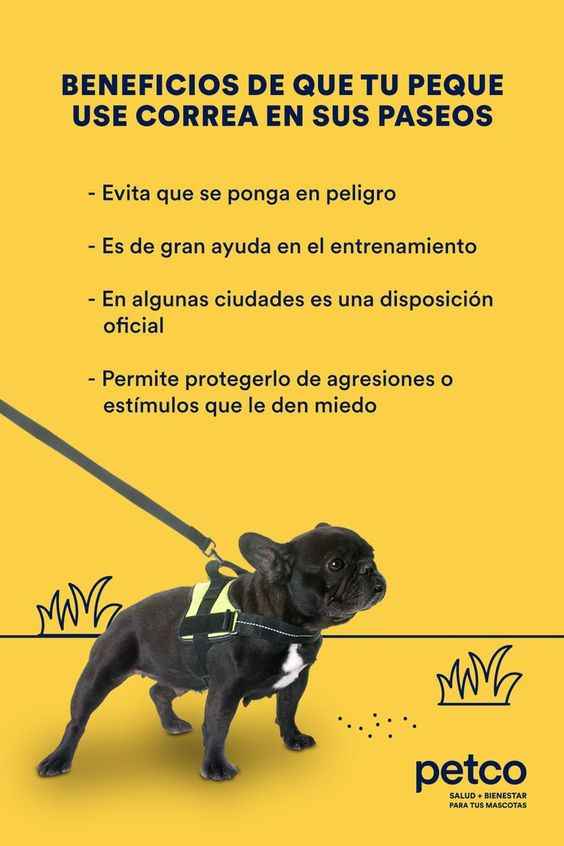 BENEFICIOS DE QUE TU PEQUE
USE CORREA EN SUS PASEOS
- Evita que se ponga en peligro
- Es de gran ayuda en el entrenamiento
- En algunas ciudades es una disposición
oficial
- Permite protegerlo de agresiones o
estímulos que le den miedo
petco
SALUD + BIENESTAR
PARA TUS MASCOTAS